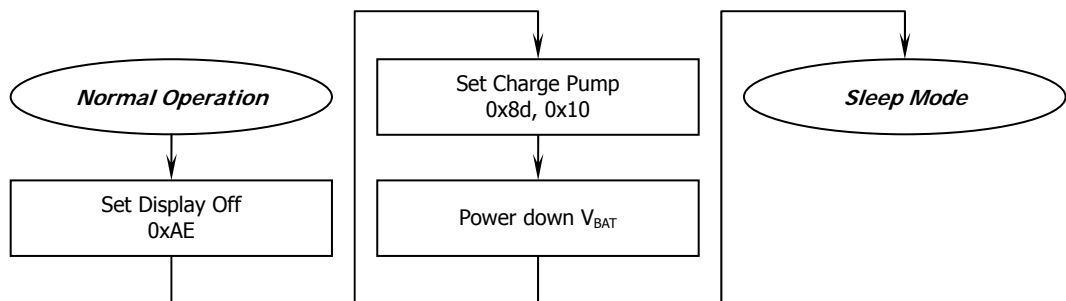 Normal Operation
Set Display Off
0xAE
Set Charge Pump
0x8d, 0x10
Power down VBAT
Sleep Mode